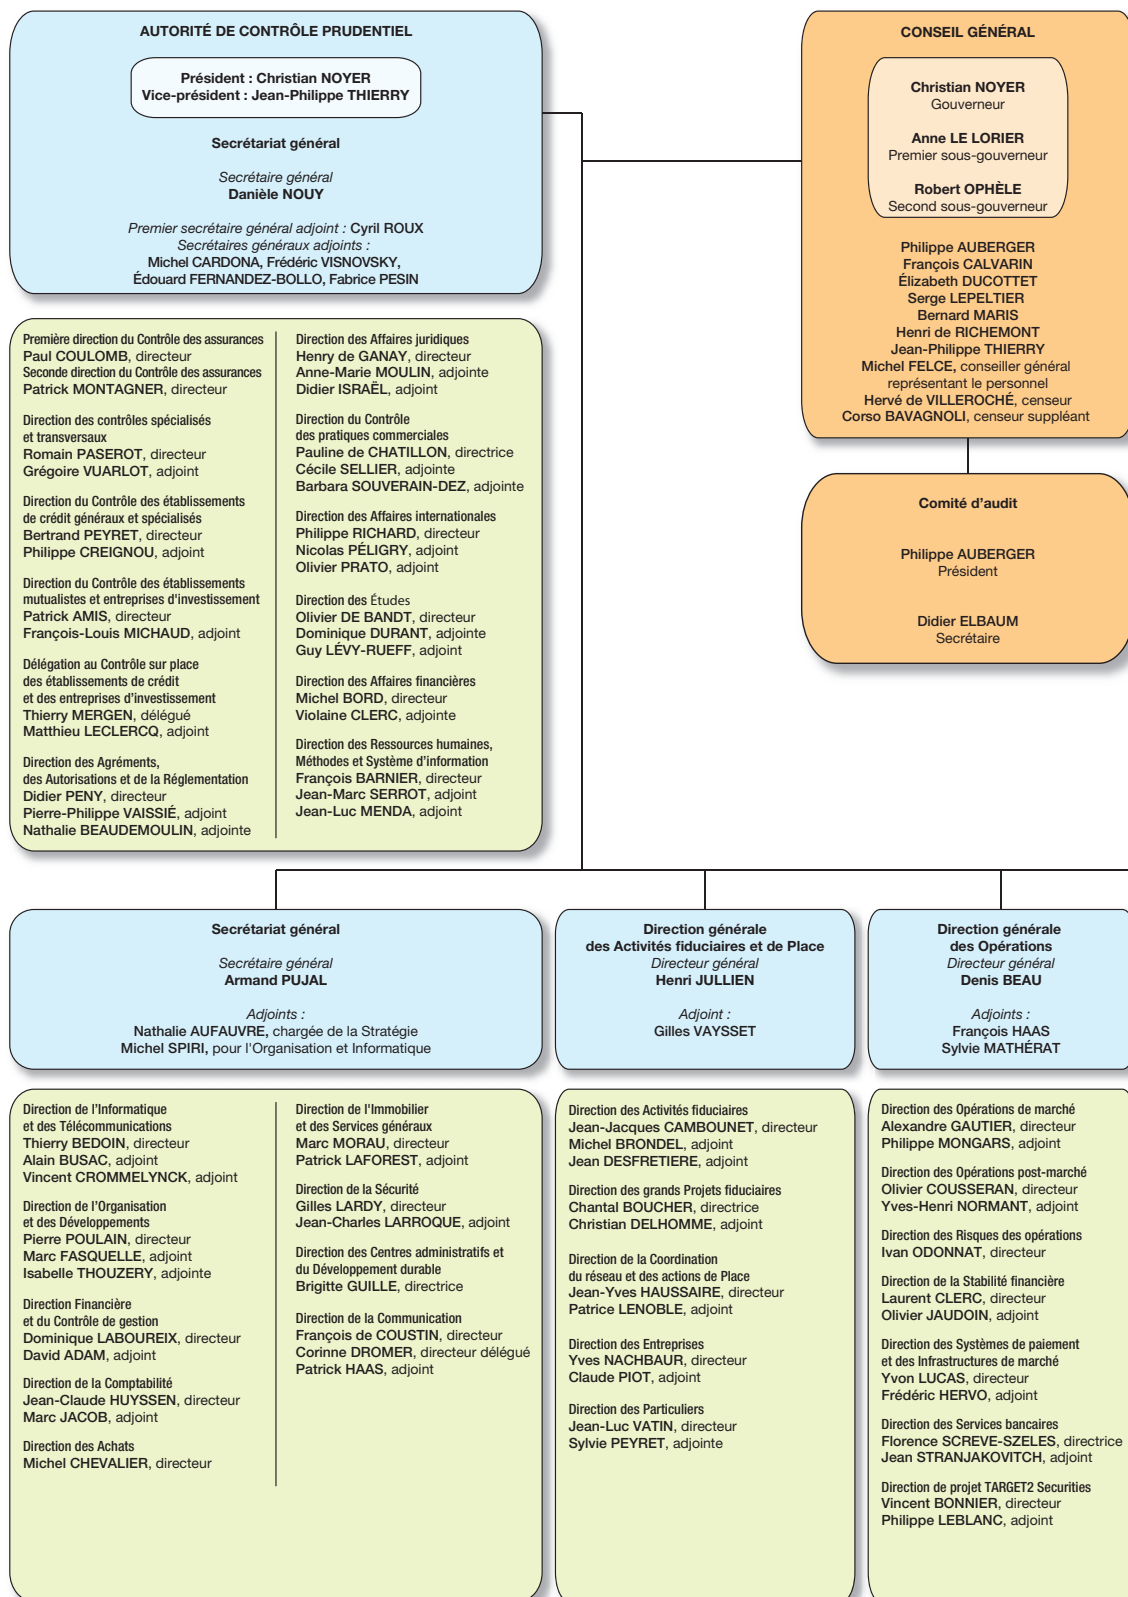 AUTORITÉ DE CONTRÔLE PRUDENTIEL
Président : Christian NOYER
Vice-président : Jean-Philippe THIERRY
Secrétariat général
Secrétaire général
Danièle NOUY
Premier secrétaire général adjoint : Cyril ROUX
Secrétaires généraux adjoints :
Michel CARDONA, Frédéric VISNOVSKY,
Édouard FERNANDEZ-BOLLO, Fabrice PESIN
CONSEIL GÉNÉRAL
Christian NOYER
Gouverneur
Anne LE LORIER
Premier sous-gouverneur
Robert OPHÈLE
Second sous-gouverneur
Philippe AUBERGER
François CALVARIN
Élizabeth DUCOTTET
Serge LEPELTIER
Bernard MARIS
Henri de RICHEMONT
Jean-Philippe THIERRY
Michel FELCE, conseiller général
représentant le personnel
Hervé de VILLEROCHÉ, censeur
Corso BAVAGNOLI, censeur suppléant
Comité d'audit
Philippe AUBERGER
Président
Didier ELBAUM
Secrétaire
Première direction du Contrôle des assurances
Paul COULOMB, directeur
Seconde direction du Contrôle des assurances
Patrick MONTAGNER, directeur
Direction des contrôles spécialisés
et transversaux
Romain PASEROT, directeur
Grégoire VUARLOT, adjoint
Direction du Contrôle des établissements
de crédit généraux et spécialisés
Bertrand PEYRET, directeur
Philippe CREIGNOU, adjoint
Direction du Contrôle des établissements
mutualistes et entreprises d'investissement
Patrick AMIS, directeur
François-Louis MICHAUD, adjoint
Délégation au Contrôle sur place
des établissements de crédit
et des entreprises d'investissement
Thierry MERGEN, délégué
Matthieu LECLERCQ, adjoint
Direction des Agréments,
des Autorisations et de la Réglementation
Didier PENY, directeur
Pierre-Philippe VAISSIÉ, adjoint
Nathalie BEAUDEMOULIN, adjointe
Direction des Affaires juridiques
Henry de GANAY, directeur
Anne-Marie MOULIN, adjointe
Didier ISRAËL, adjoint
Direction du Contrôle
des pratiques commerciales
Pauline de CHATILLON, directrice
Cécile SELLIER, adjointe
Barbara SOUVERAIN-DEZ, adjointe
Direction des Affaires internationales
Philippe RICHARD, directeur
Nicolas PÉLIGRY, adjoint
Olivier PRATO, adjoint
Direction des Études
Olivier DE BANDT, directeur
Dominique DURANT, adjointe
Guy LÉVY-RUEFF, adjoint
Direction des Affaires financières
Michel BORD, directeur
Violaine CLERC, adjointe
Direction des Ressources humaines,
Méthodes et Système d'information
François BARNIER, directeur
Jean-Marc SERROT, adjoint
Jean-Luc MENDA, adjoint
Secrétariat général
Secrétaire général
Armand PUJAL
Adjoints :
Nathalie AUFAUVRE, chargée de la Stratégie
Michel SPIRI, pour l'Organisation et Informatique
Direction générale
des Activités fiduciaires et de Place
Directeur général
Henri JULLIEN
Adjoint :
Gilles VAYSSET
Direction générale
des Opérations
Directeur général
Denis BEAU
Adjoints :
François HAAS
Sylvie MATHÉRAT
Direction de l'Informatique
et des Télécommunications
Thierry BEDOIN, directeur
Alain BUSAC, adjoint
Vincent CROMMELYNCK, adjoint
Direction de l'Organisation
et des Développements
Pierre POULAIN, directeur
Marc FASQUELLE, adjoint
Isabelle THOUZERY, adjointe
Direction Financière
et du Contrôle de gestion
Dominique LABOUREIX, directeur
David ADAM, adjoint
Direction de la Comptabilité
Jean-Claude HUYSSEN, directeur
Marc JACOB, adjoint
Direction des Achats
Michel CHEVALIER, directeur
Direction de l'Immobilier
et des Services généraux
Marc MORAU, directeur
Patrick LAFOREST, adjoint
Direction de la Sécurité
Gilles LARDY, directeur
Jean-Charles LARROQUE, adjoint
Direction des Centres administratifs et
du Développement durable
Brigitte GUILLE, directrice
Direction de la Communication
François de COUSTIN, directeur
Corinne DROMER, directeur délégué
Patrick HAAS, adjoint
Direction des Activités fiduciaires
Jean-Jacques CAMBOUNET, directeur
Michel BRONDEL, adjoint
Jean DESFRETIERE, adjoint
Direction des grands Projets fiduciaires
Chantal BOUCHER, directrice
Christian DELHOMME, adjoint
Direction de la Coordination
du réseau et des actions de Place
Jean-Yves HAUSSAIRE, directeur
Patrice LENOBLE, adjoint
Direction des Entreprises
Yves NACHBAUR, directeur
Claude PIOT, adjoint
Direction des Particuliers
Jean-Luc VATIN, directeur
Sylvie PEYRET, adjointe
Direction des Opérations de marché
Alexandre GAUTIER, directeur
Philippe MONGARS, adjoint
Direction des Opérations post-marché
Olivier COUSSERAN, directeur
Yves-Henri NORMANT, adjoint
Direction des Risques des opérations
Ivan ODONNAT, directeur
Direction de la Stabilité financière
Laurent CLERC, directeur
Olivier JAUDOIN, adjoint
Direction des Systèmes de paiement
et des Infrastructures de marché
Yvon LUCAS, directeur
Frédéric HERVO, adjoint
Direction des Services bancaires
Florence SCREVE-SZELES, directrice
Jean STRANJAKOVITCH, adjoint
Direction de projet TARGET2 Securities
Vincent BONNIER, directeur
Philippe LEBLANC, adjoint